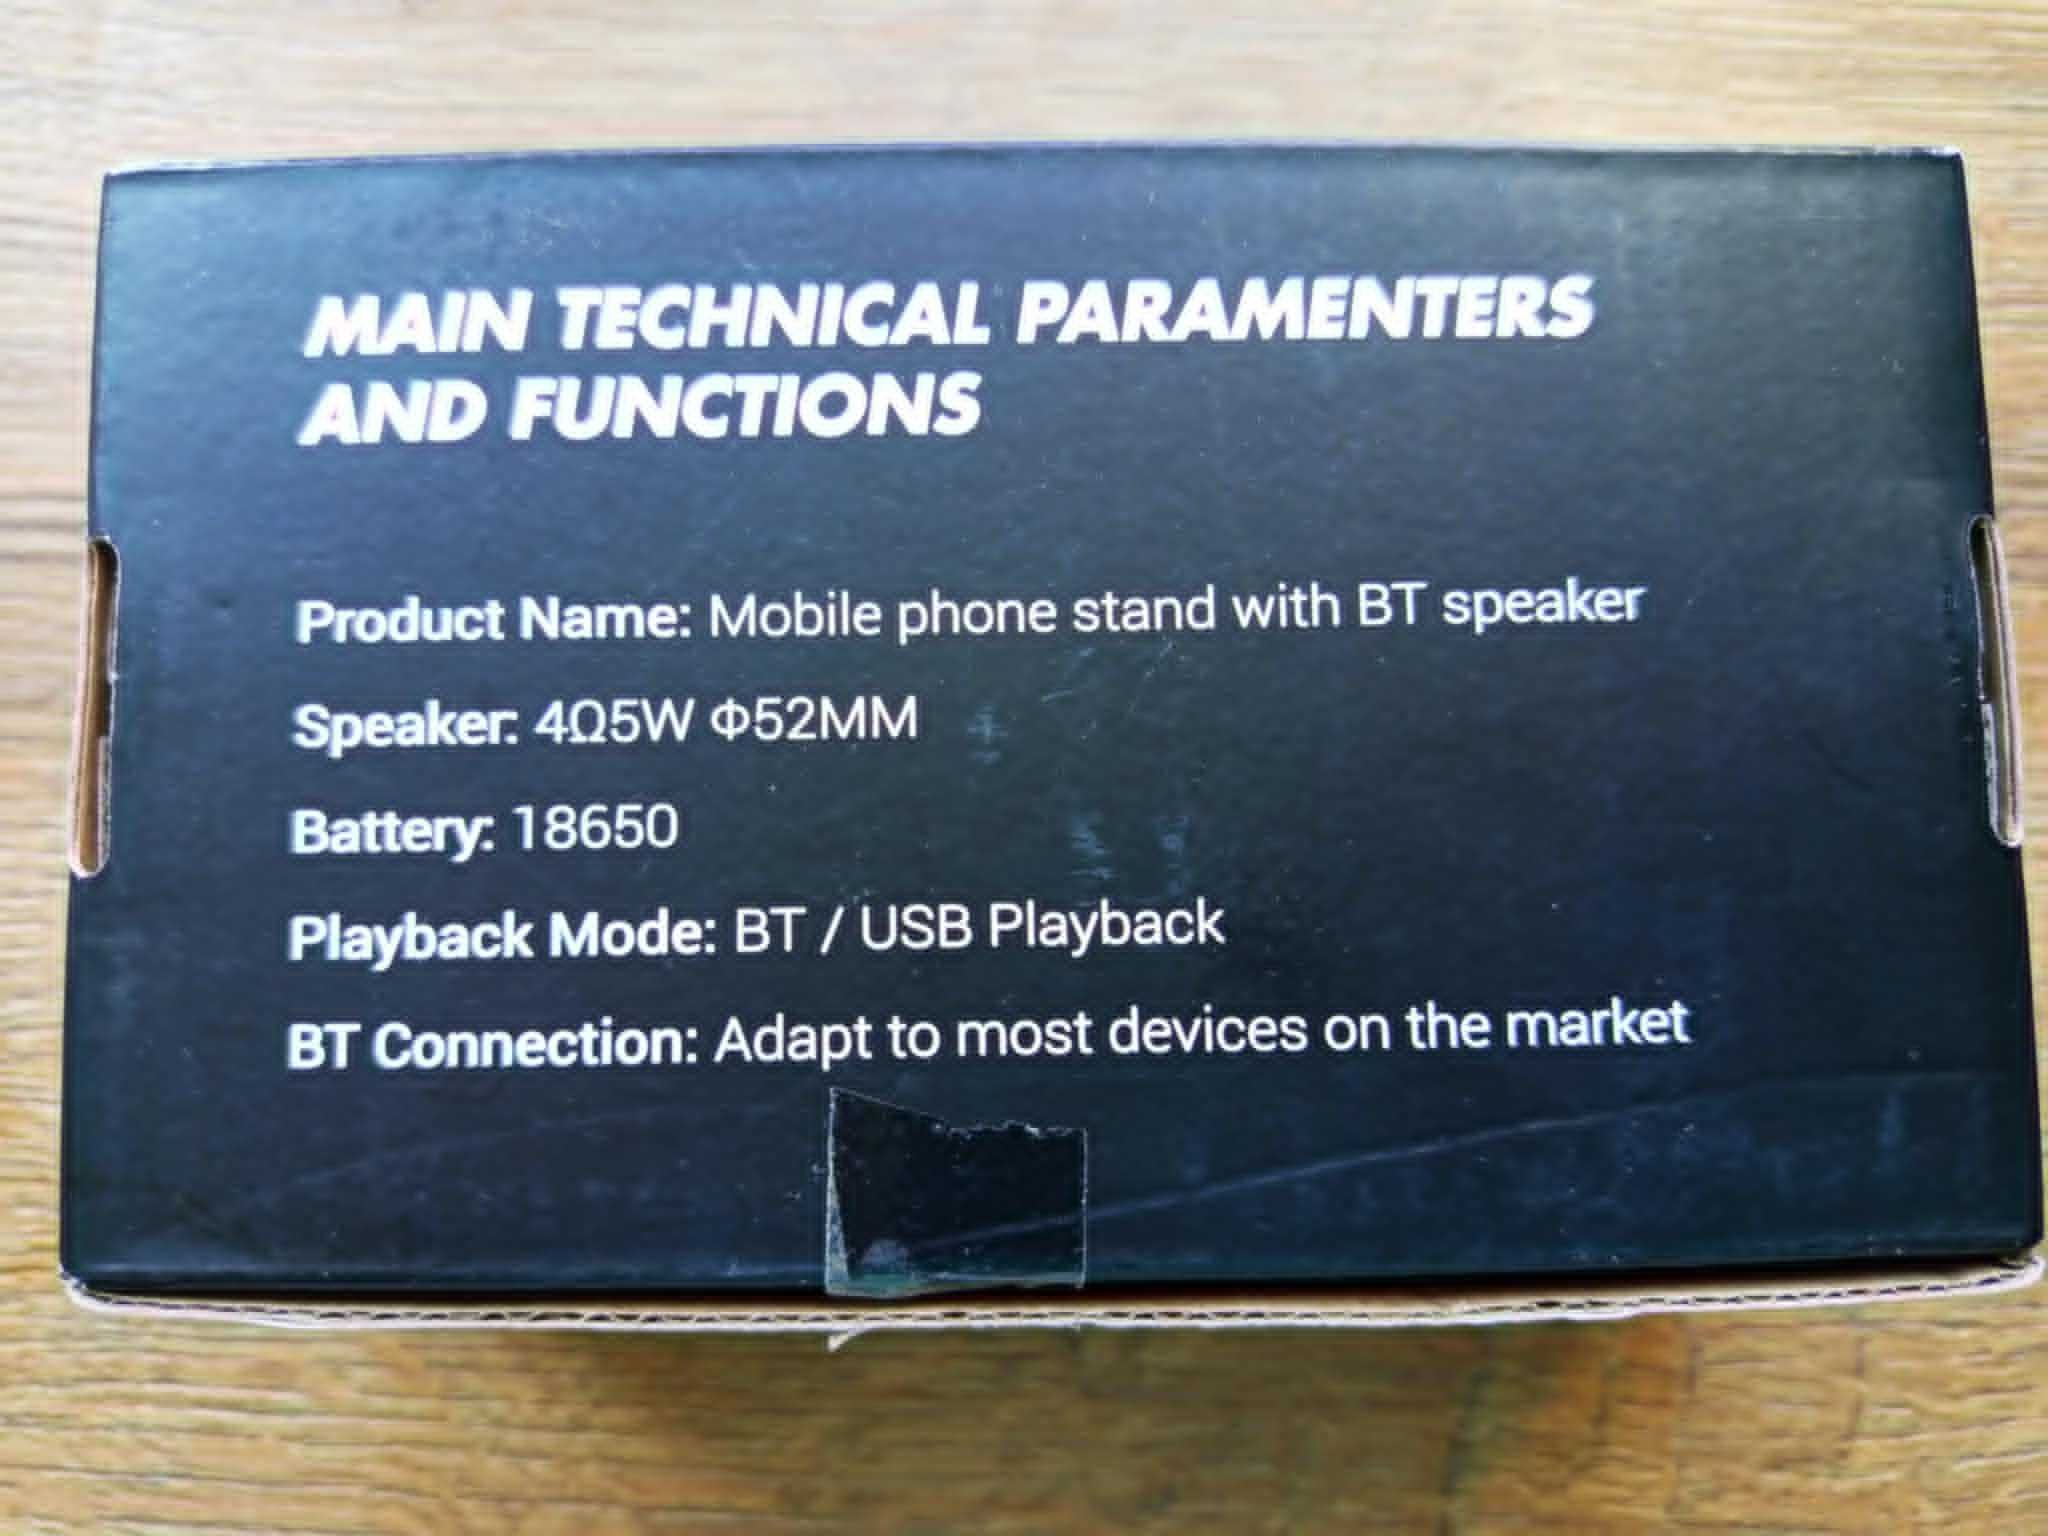 MAIN TECHNICAL PARAMENTERS
AND FUNCTIONS
Product Name: Mobile phone stand with BT speaker
Speaker: 4Ω5W Φ52MM
Battery: 18650
Playback Mode: BT / USB Playback
BT Connection: Adapt to most devices on the market